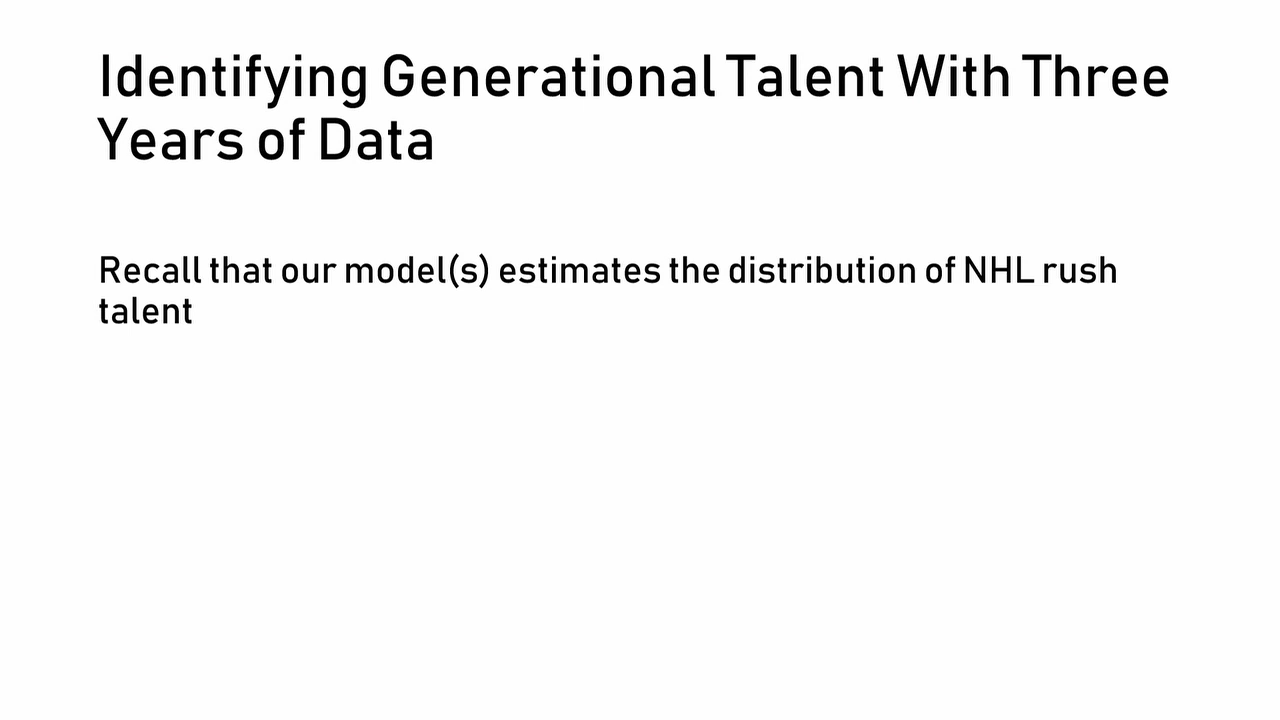 Identifying Generational Talent With Three
Years of Data
Recall that our model(s) estimates the distribution of NHL rush
talent